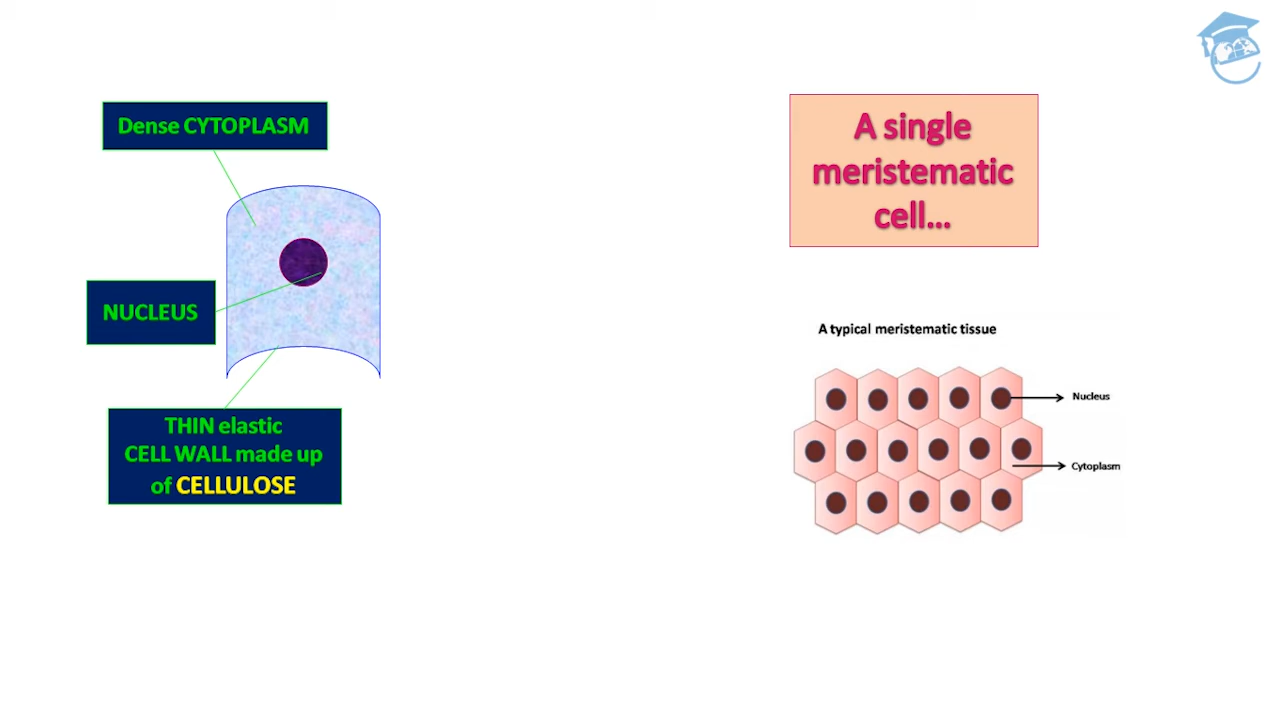 Dense CYTOPLASM
NUCLEUS
THIN elastic
CELL WALL made up
of CELLULOSE
A single
meristematic
cell...
A typical meristematic tissue
Nucleus
Cytoplasm